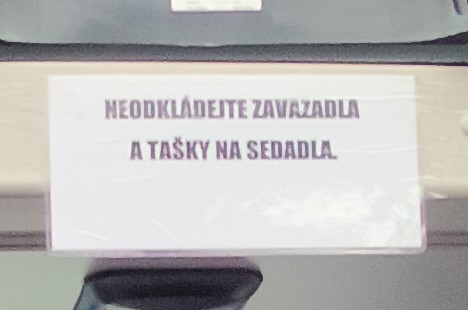 NEODKLÁDEJTE ZAVAZADLA
A TAŠKY NA SEDADLA.